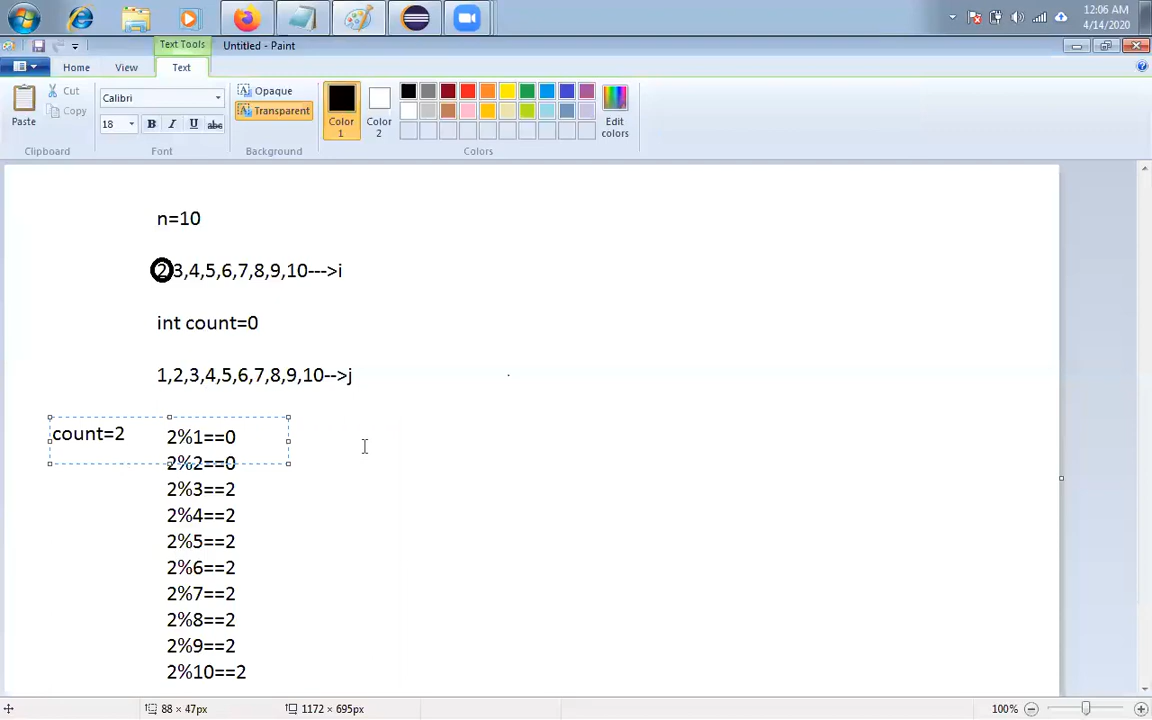 12:06 AM
4/14/2020
Text Tools
Untitled - Paint
Home View Text
Cut
Copy
Paste
Clipboard
Calibri
18 B I U abc
Font
Opaque
Transparent
Background
Color 1
Color 2
Edit colors
Colors
n=10
2,3,4,5,6,7,8,9,10--->i
int count=0
1,2,3,4,5,6,7,8,9,10-->j
count=2 2%1==0
2%2==0
2%3==2
2%4==2
2%5==2
2%6==2
2%7==2
2%8==2
2%9==2
2%10==2
88 × 47px 1172 × 695px 100%